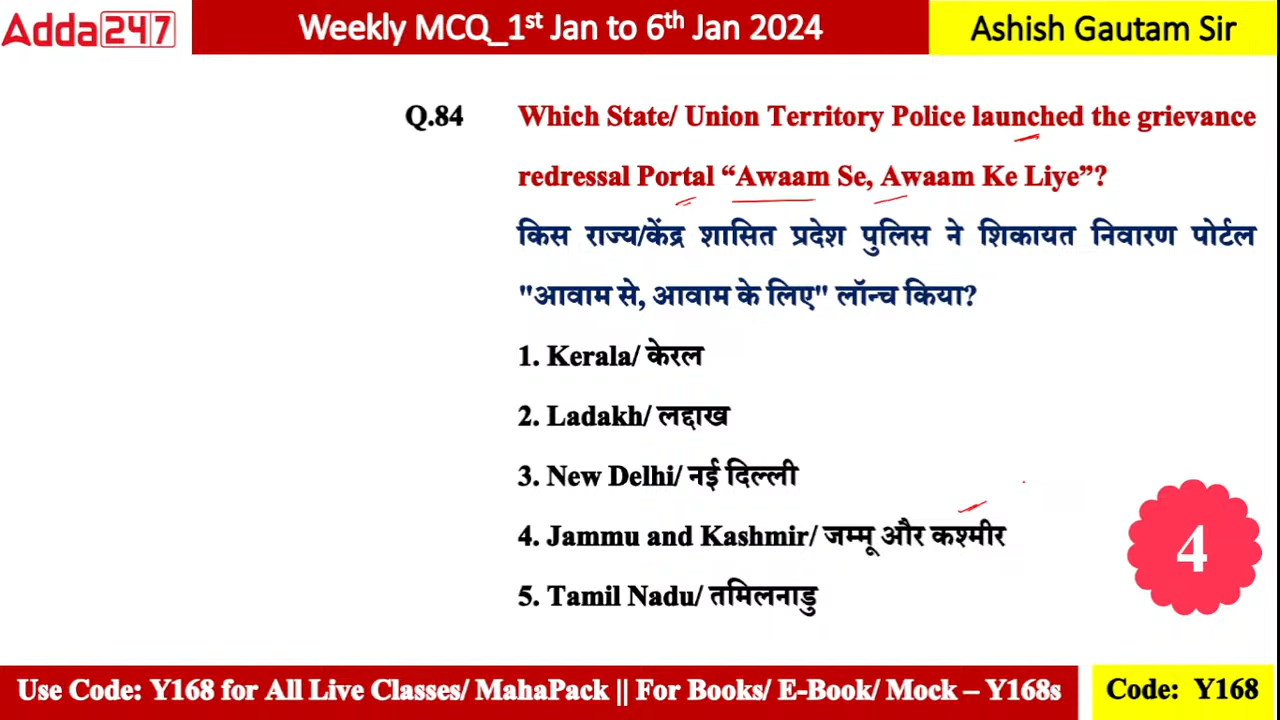 Adda247
Weekly MCQ_1st Jan to 6th Jan 2024
Ashish Gautam Sir
Q.84 Which State/ Union Territory Police launched the grievance
redressal Portal “Awaam Se, Awaam Ke Liye”?
किस राज्य/केंद्र शासित प्रदेश पुलिस ने शिकायत निवारण पोर्टल
"आवाम से, आवाम के लिए" लॉन्च किया?
1. Kerala/ केरल
2. Ladakh/ लद्दाख
3. New Delhi/ नई दिल्ली
4. Jammu and Kashmir/ जम्मू और कश्मीर
5. Tamil Nadu/ तमिलनाडु
4
Use Code: Y168 for All Live Classes/ MahaPack || For Books/ E-Book/ Mock – Y168s
Code: Y168